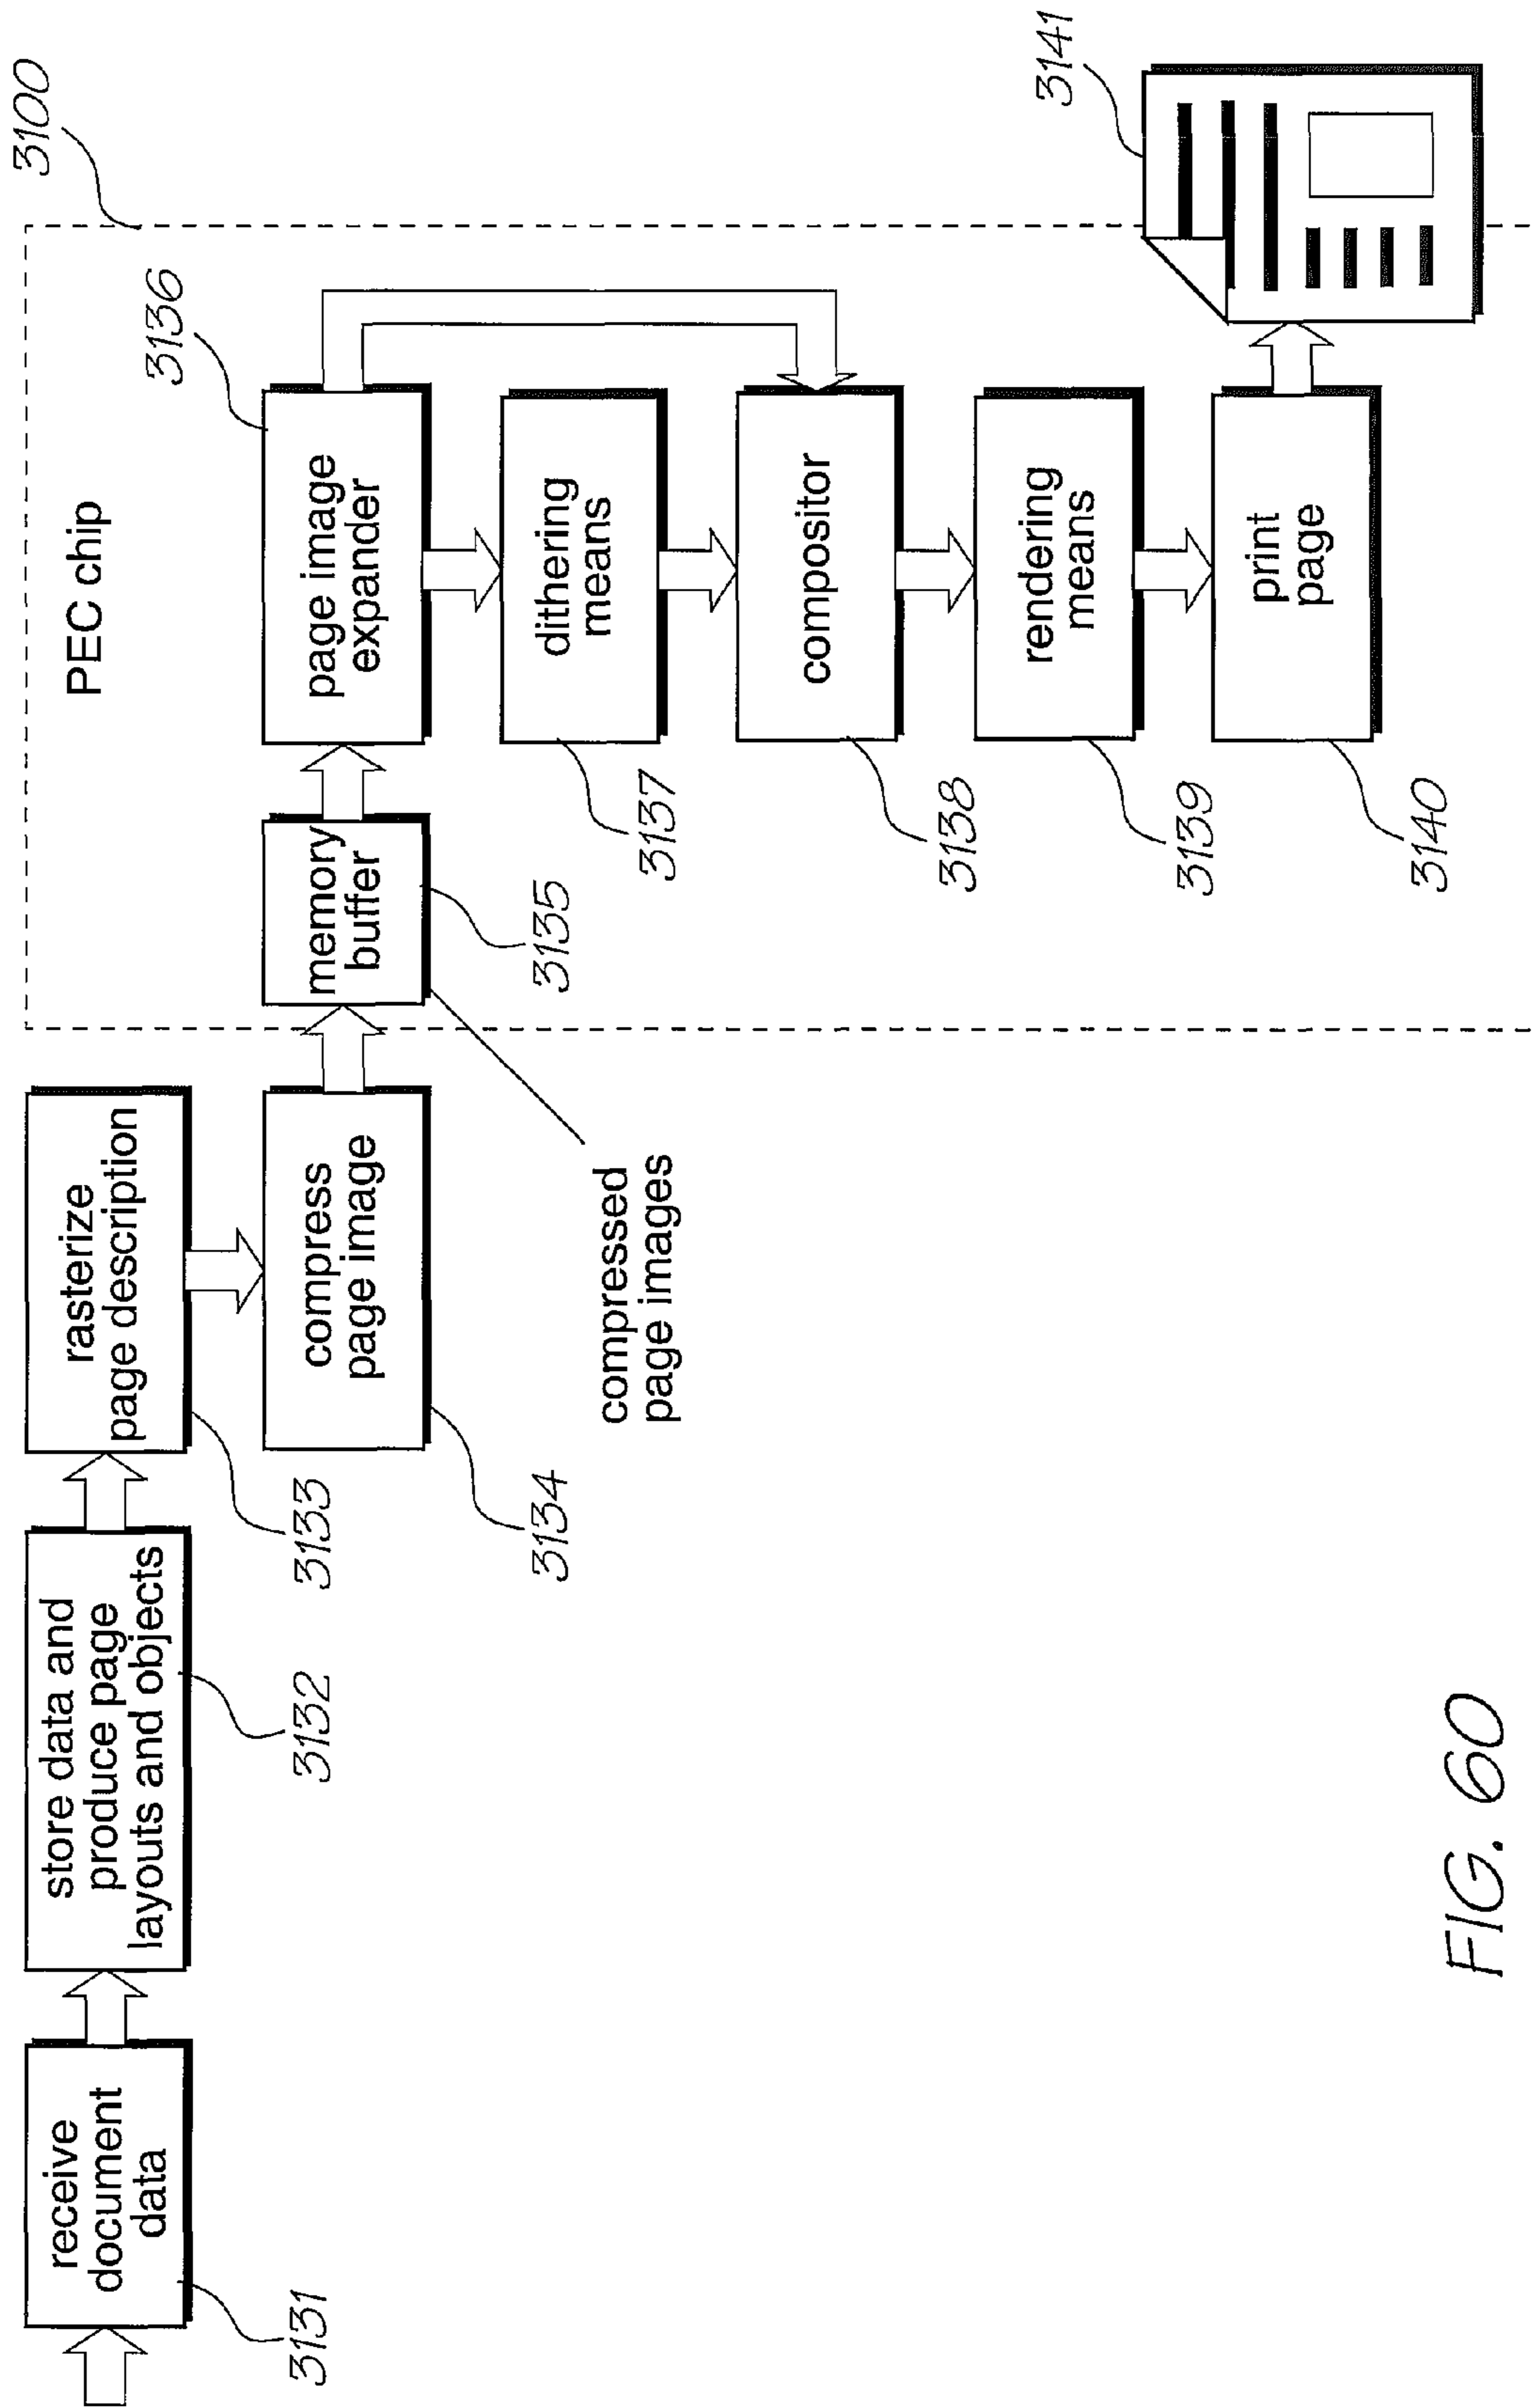 receive
document
data
3131
store data and
produce page
layouts and objects
3132
rasterize
page description
3133
compress
page image
3134
compressed
page images
PEC chip
3100
memory
buffer
3135
page image
expander
3136
dithering
means
3137
compositor
3138
rendering
means
3139
print
page
3140
3141
FIG. 60